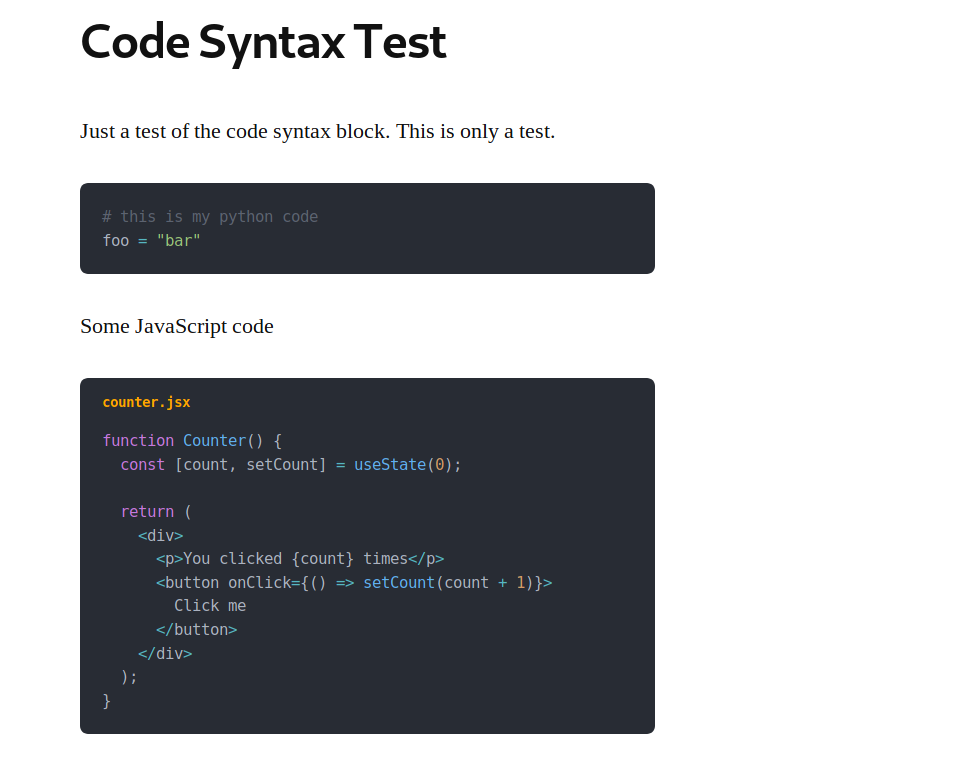 Code Syntax Test
Just a test of the code syntax block. This is only a test.
# this is my python code
foo = "bar"
Some JavaScript code
counter.jsx
function Counter() {
  const [count, setCount] = useState(0);

  return (
    <div>
      <p>You clicked {count} times</p>
      <button onClick={() => setCount(count + 1)}>
        Click me
      </button>
    </div>
  );
}